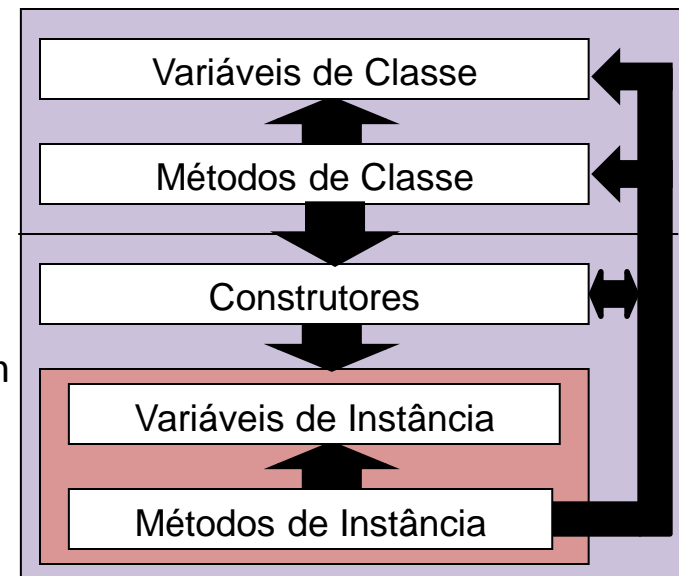 Variáveis de Classe
Métodos de Classe
Construtores
n
Variáveis de Instância
Métodos de Instância